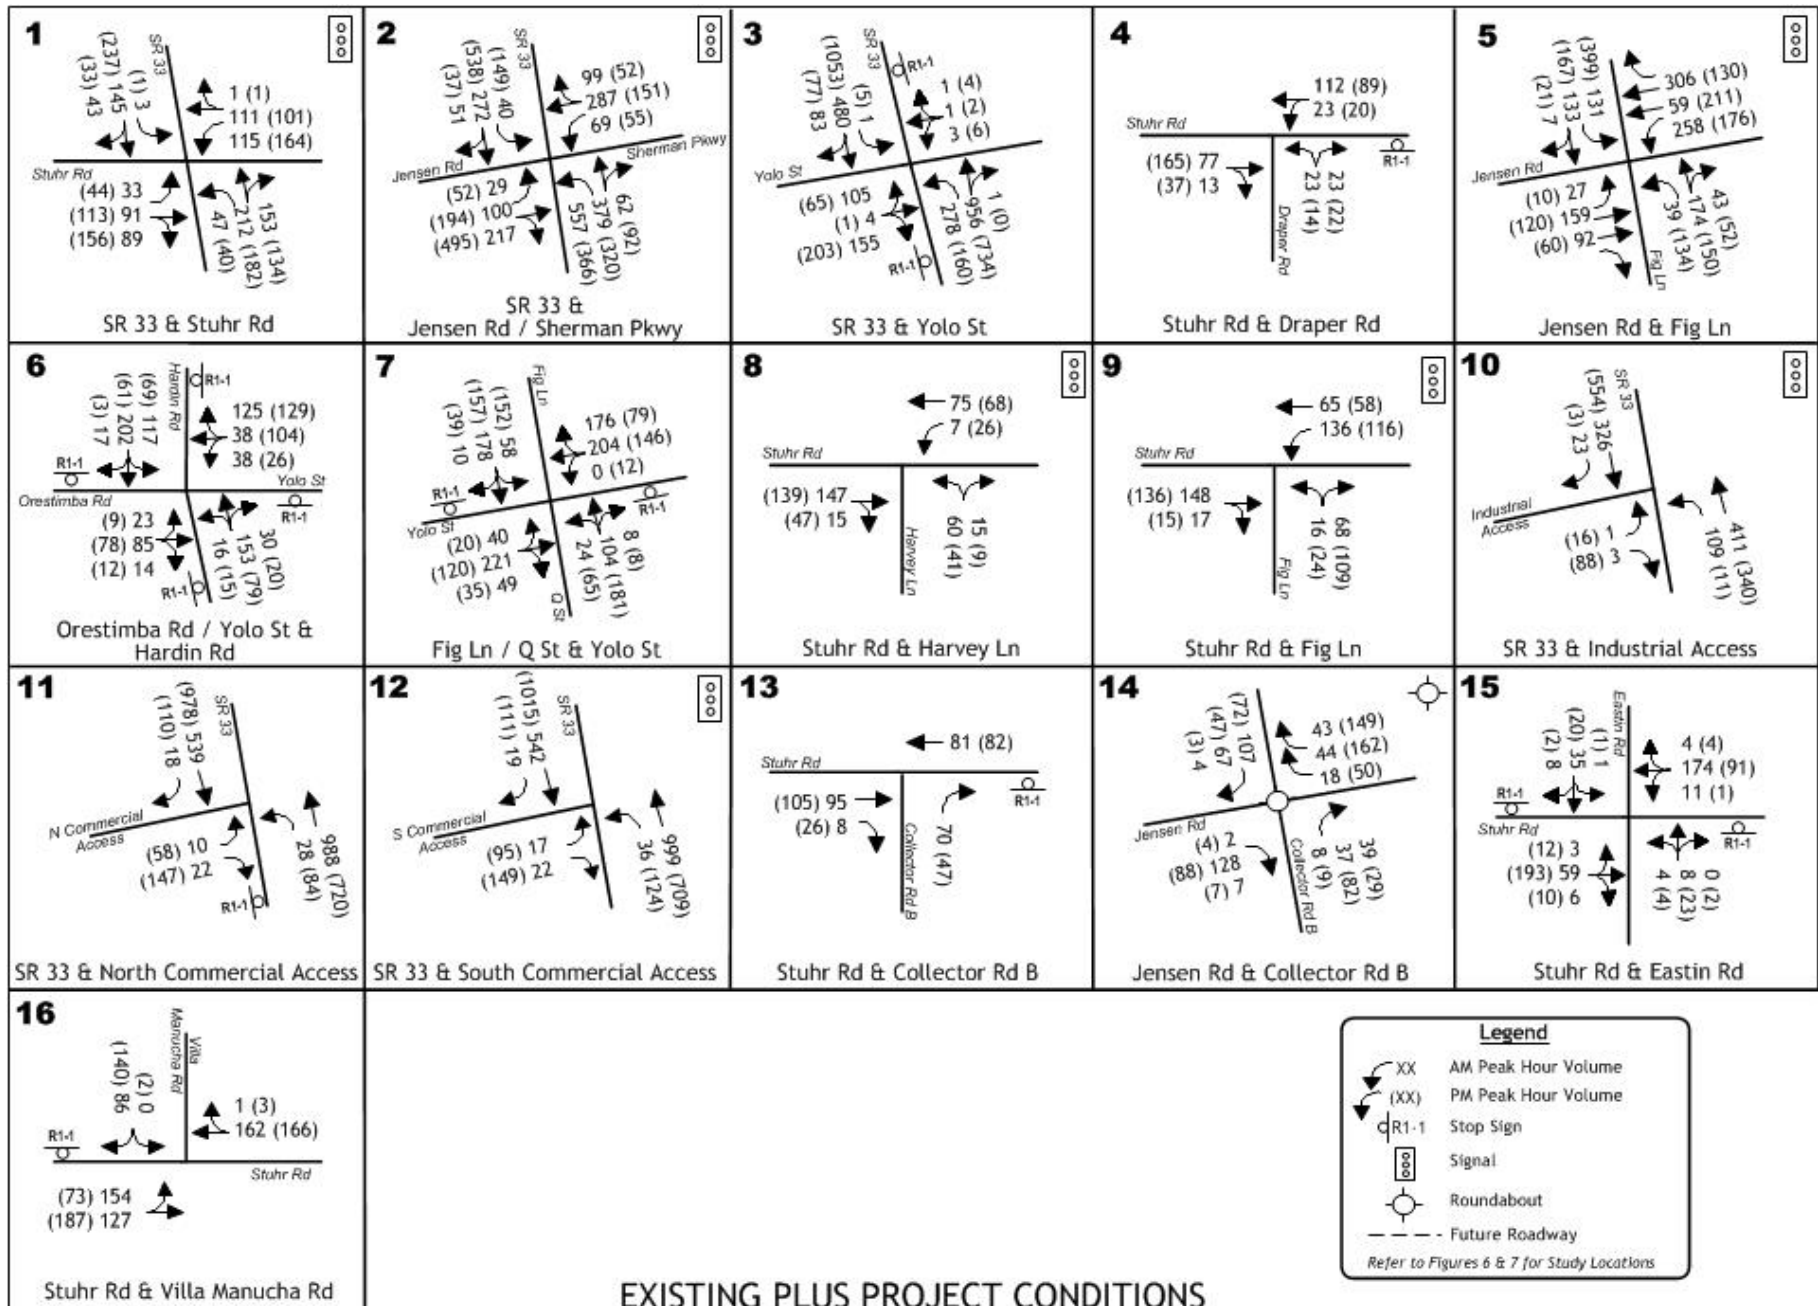 1
SR 33
(33) 43
(237) 145
(1) 3
1 (1)
111 (101)
115 (164)
Stuhr Rd
(44) 33
(113) 91
(156) 89
47 (40)
212 (182)
153 (134)
SR 33 & Stuhr Rd
2
SR 33
(37) 51
(538) 272
(149) 40
99 (52)
287 (151)
69 (55)
Sherman Pkwy
Jensen Rd
(52) 29
(194) 100
(495) 217
557 (366)
379 (320)
62 (92)
SR 33 &
Jensen Rd / Sherman Pkwy
3
SR 33
R1-1
(77) 83
(1053) 480
(5) 1
1 (4)
1 (2)
3 (6)
Yolo St
(65) 105
(1) 4
(203) 155
R1-1
278 (160)
956 (734)
1 (0)
SR 33 & Yolo St
4
112 (89)
23 (20)
Stuhr Rd
R1-1
(165) 77
(37) 13
Draper Rd
23 (14)
23 (22)
Stuhr Rd & Draper Rd
5
(21) 7
(167) 133
(399) 131
306 (130)
59 (211)
258 (176)
Jensen Rd
(10) 27
(120) 159
(60) 92
Fig Ln
39 (134)
174 (150)
43 (52)
Jensen Rd & Fig Ln
6
Hardin Rd
R1-1
(3) 17
(61) 202
(69) 117
125 (129)
38 (104)
38 (26)
R1-1
Orestimba Rd
Yolo St
R1-1
(9) 23
(78) 85
(12) 14
R1-1
16 (15)
153 (79)
30 (20)
Orestimba Rd / Yolo St &
Hardin Rd
7
Fig Ln
(39) 10
(157) 178
(152) 58
176 (79)
204 (146)
0 (12)
R1-1
Yolo St
R1-1
(20) 40
(120) 221
(35) 49
Q St
24 (65)
104 (181)
8 (8)
Fig Ln / Q St & Yolo St
8
75 (68)
7 (26)
Stuhr Rd
(139) 147
(47) 15
Harvey Ln
60 (41)
15 (9)
Stuhr Rd & Harvey Ln
9
65 (58)
136 (116)
Stuhr Rd
(136) 148
(15) 17
Fig Ln
16 (24)
68 (109)
Stuhr Rd & Fig Ln
10
SR 33
(3) 23
(554) 326
Industrial
Access
(16) 1
(88) 3
109 (11)
411 (340)
SR 33 & Industrial Access
11
SR 33
(110) 18
(978) 539
N Commercial
Access
(58) 10
(147) 22
R1-1
28 (84)
988 (720)
SR 33 & North Commercial Access
12
SR 33
(111) 19
(1015) 542
S Commercial
Access
(95) 17
(149) 22
36 (124)
999 (709)
SR 33 & South Commercial Access
13
81 (82)
Stuhr Rd
R1-1
(105) 95
(26) 8
Collector Rd B
70 (47)
Stuhr Rd & Collector Rd B
14
(3) 4
(47) 67
(72) 107
43 (149)
44 (162)
18 (50)
Jensen Rd
(4) 2
(88) 128
(7) 7
Collector Rd B
8 (9)
37 (82)
39 (29)
Jensen Rd & Collector Rd B
15
Eastin Rd
(2) 8
(20) 35
(1) 1
4 (4)
174 (91)
11 (1)
R1-1
Stuhr Rd
R1-1
(12) 3
(193) 59
(10) 6
4 (4)
8 (23)
0 (2)
Stuhr Rd & Eastin Rd
16
Villa
Manucha Rd
(140) 86
(2) 0
1 (3)
162 (166)
R1-1
Stuhr Rd
(73) 154
(187) 127
Stuhr Rd & Villa Manucha Rd
Legend
XX AM Peak Hour Volume
(XX) PM Peak Hour Volume
R1-1 Stop Sign
Signal
Roundabout
Future Roadway
Refer to Figures 6 & 7 for Study Locations
EXISTING PLUS PROJECT CONDITIONS